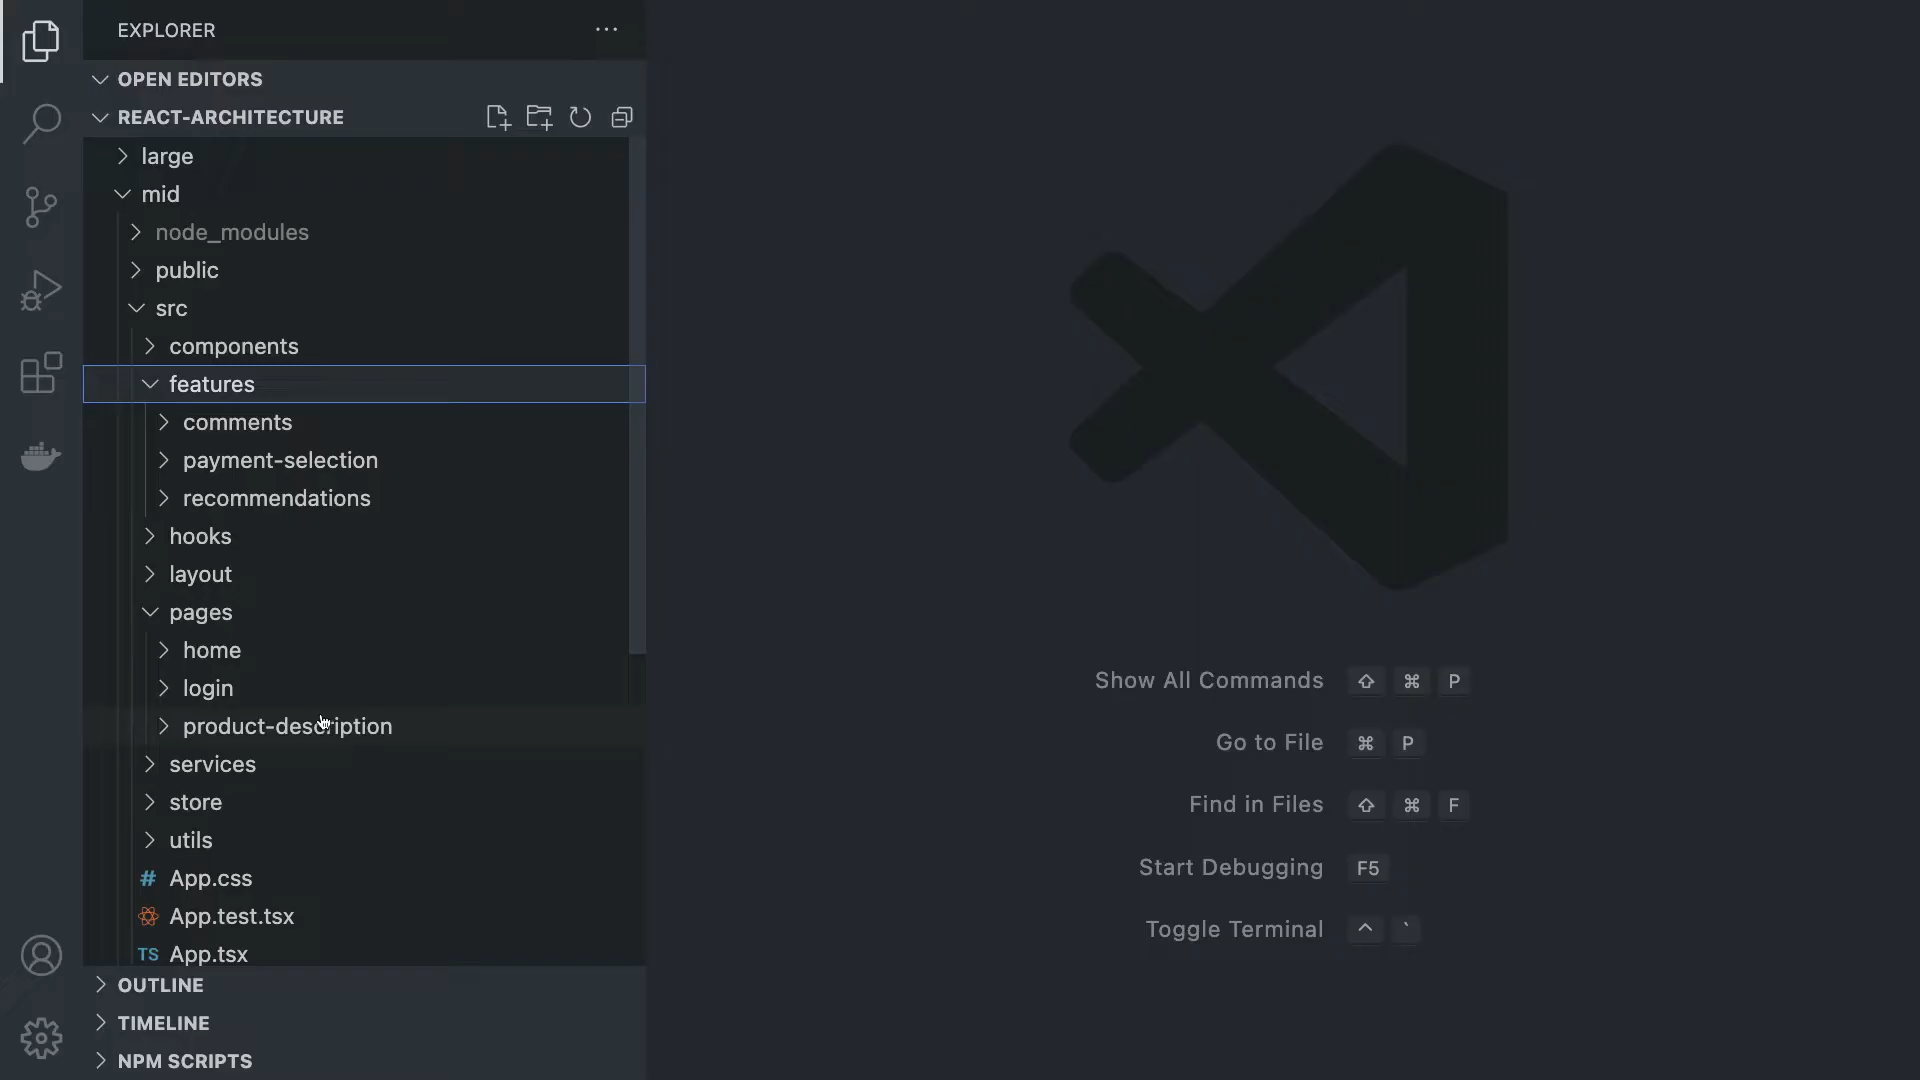 EXPLORER
OPEN EDITORS
REACT-ARCHITECTURE
large
mid
node_modules
public
src
components
features
comments
payment-selection
recommendations
hooks
layout
pages
home
login
product-description
services
store
utils
# App.css
App.test.tsx
TS App.tsx
OUTLINE
TIMELINE
NPM SCRIPTS
Show All Commands ⇧ ⌘ P
Go to File ⌘ P
Find in Files ⇧ ⌘ F
Start Debugging F5
Toggle Terminal ^ `